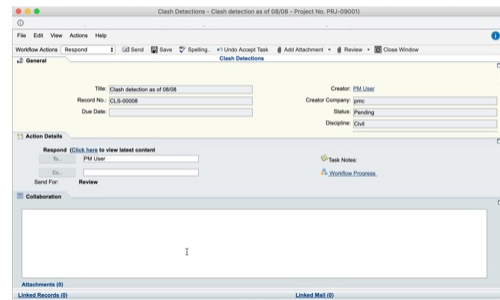 Clash Detections - Clash detection as of 08/08 - Project No. PRJ-09001)
File Edit View Actions Help
Workflow Actions Respond Send Save Spelling.. Undo Accept Task Add Attachment Review Close Window
General Clash Detections
Title: Clash detection as of 08/08 Creator: PM User
Record No.: CLS-00008 Creator Company: pmc
Due Date: Status: Pending
Discipline: Civil
Action Details
Respond (Click here to view latest content
To... PM User Task Notes:
Cc... Workflow Progress
Send For: Review
Collaboration
Attachments (0)
Linked Records (0) Linked Mail (0)